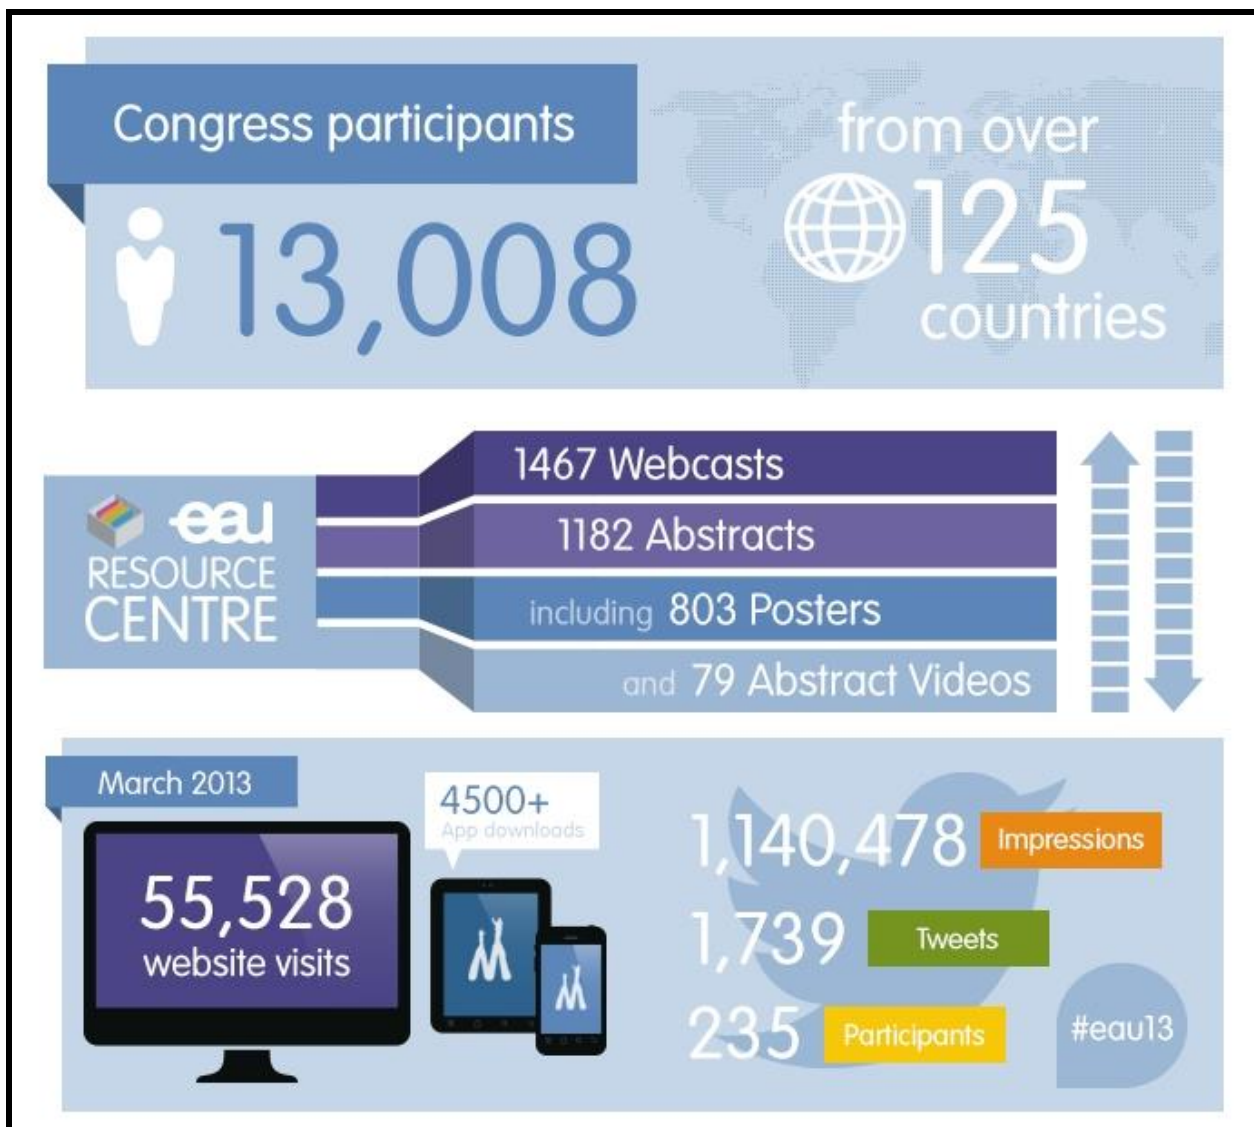 Congress participants
13,008
from over
125
countries
eau
RESOURCE
CENTRE
1467 Webcasts
1182 Abstracts
including 803 Posters
and 79 Abstract Videos
March 2013
55,528
website visits
4500+
App downloads
1,140,478 Impressions
1,739 Tweets
235 Participants
#eau13